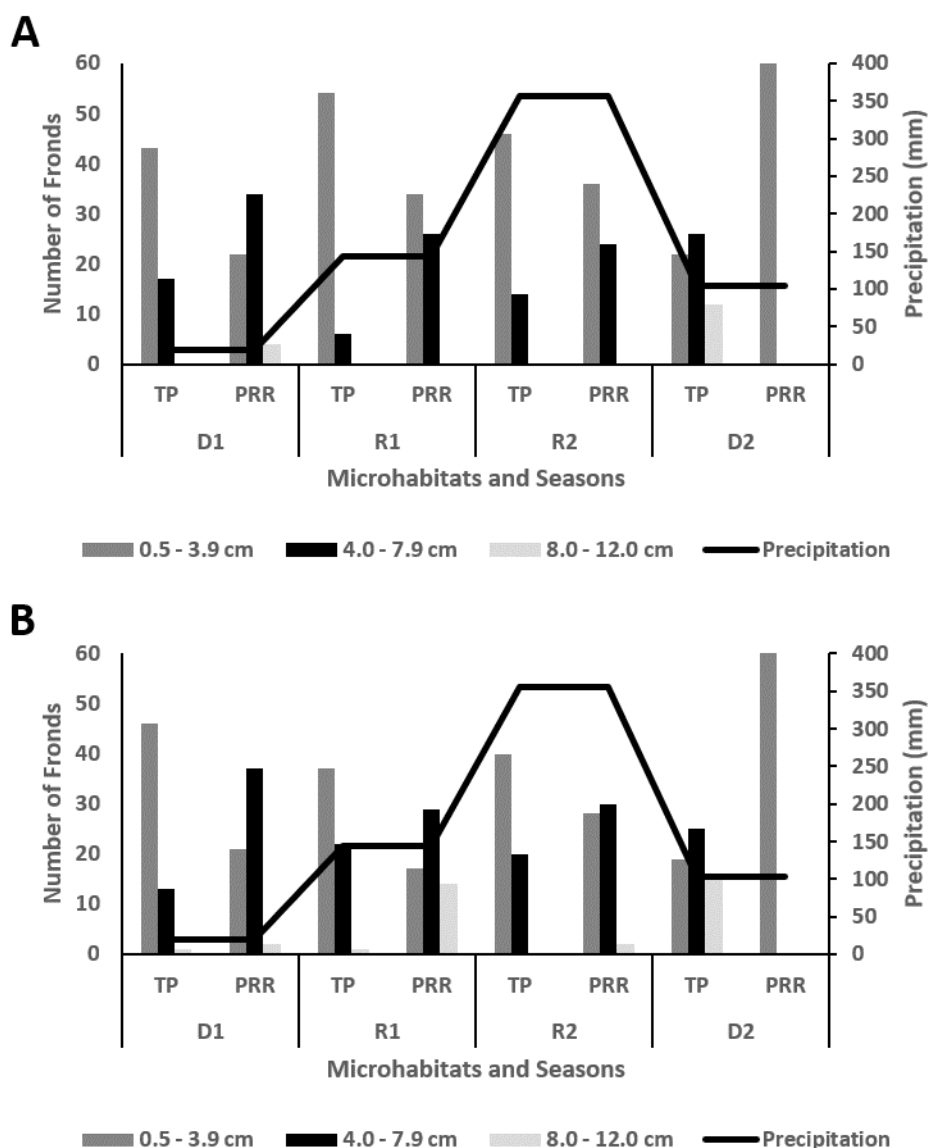 A
60
50
40
30
20
10
0
Number of Fronds
400
350
300
250
200
150
100
50
0
Precipitation (mm)
TP PRR TP PRR TP PRR TP PRR
D1 R1 R2 D2
Microhabitats and Seasons
0.5 - 3.9 cm 4.0 - 7.9 cm 8.0 - 12.0 cm Precipitation
B
60
50
40
30
20
10
0
Number of Fronds
400
350
300
250
200
150
100
50
0
Precipitation (mm)
TP PRR TP PRR TP PRR TP PRR
D1 R1 R2 D2
Microhabitats and Seasons
0.5 - 3.9 cm 4.0 - 7.9 cm 8.0 - 12.0 cm Precipitation